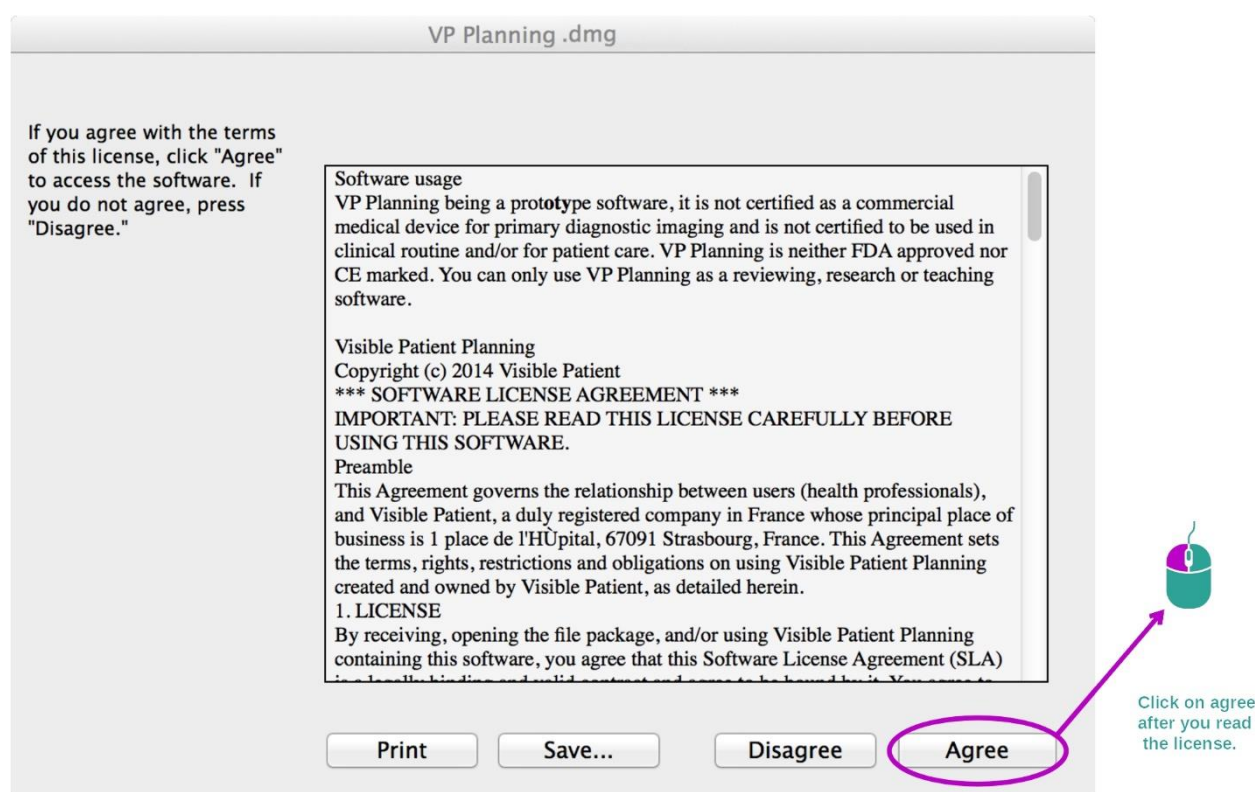 VP Planning .dmg
If you agree with the terms
of this license, click "Agree"
to access the software.  If
you do not agree, press
"Disagree."
Software usage
VP Planning being a prototype software, it is not certified as a commercial
medical device for primary diagnostic imaging and is not certified to be used in
clinical routine and/or for patient care. VP Planning is neither FDA approved nor
CE marked. You can only use VP Planning as a reviewing, research or teaching
software.
Visible Patient Planning
Copyright (c) 2014 Visible Patient
*** SOFTWARE LICENSE AGREEMENT ***
IMPORTANT: PLEASE READ THIS LICENSE CAREFULLY BEFORE
USING THIS SOFTWARE.
Preamble
This Agreement governs the relationship between users (health professionals),
and Visible Patient, a duly registered company in France whose principal place of
business is 1 place de l'HÙpital, 67091 Strasbourg, France. This Agreement sets
the terms, rights, restrictions and obligations on using Visible Patient Planning
created and owned by Visible Patient, as detailed herein.
1. LICENSE
By receiving, opening the file package, and/or using Visible Patient Planning
containing this software, you agree that this Software License Agreement (SLA)
Print
Save...
Disagree
Agree
Click on agree
after you read
the license.